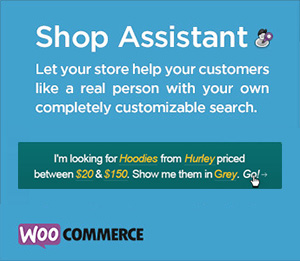 Shop Assistant
Let your store help your customers
like a real person with your own
completely customizable search.
I'm looking for Hoodies from Hurley priced
between $20 & $150. Show me them in Grey. Go!→
WOO COMMERCE